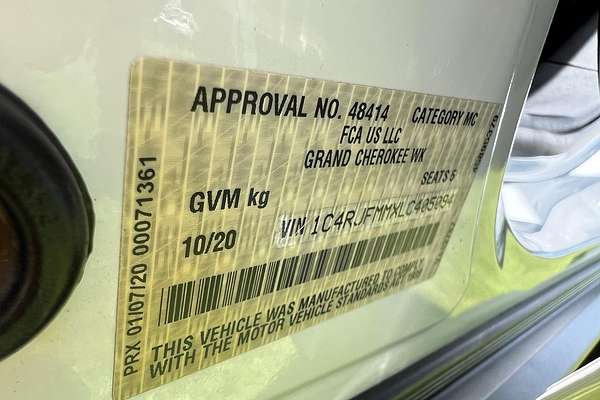 APPROVAL NO. 48414 CATEGORY MC
FCA US LLC
GRAND CHEROKEE WK
SEATS 5
GVM kg
VIN 1C4RJFMMXLC405094
10/20
THIS VEHICLE WAS MANUFACTURED TO COMPLY
WITH THE MOTOR VEHICLE STANDARDS ACT 1989
PRX 01/07/20 00071361